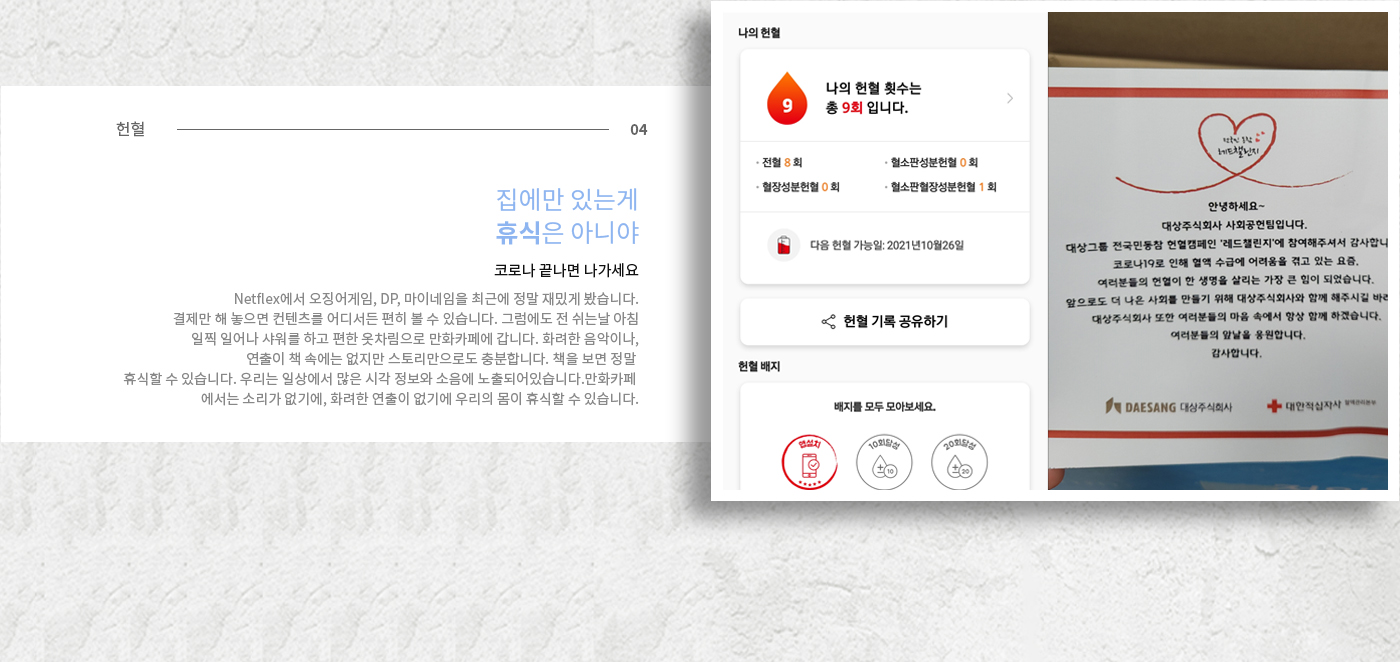 헌혈
04
집에만 있는게
휴식은 아니야
코로나 끝나면 나가세요
Netflex에서 오징어게임, DP, 마이네임을 최근에 정말 재밌게 봤습니다.
결제만 해 놓으면 컨텐츠를 어디서든 편히 볼 수 있습니다. 그럼에도 전 쉬는날 아침
일찍 일어나 샤워를 하고 편한 옷차림으로 만화카페에 갑니다. 화려한 음악이나,
연출이 책 속에는 없지만 스토리만으로도 충분합니다. 책을 보면 정말
휴식할 수 있습니다. 우리는 일상에서 많은 시각 정보와 소음에 노출되어있습니다.만화카페
에서는 소리가 없기에, 화려한 연출이 없기에 우리의 몸이 휴식할 수 있습니다.
나의 헌혈
9
나의 헌혈 횟수는
총 9회 입니다.
· 전혈 8 회
· 혈소판성분헌혈 0 회
· 혈장성분헌혈 0 회
· 혈소판혈장성분헌혈 1 회
다음 헌혈 가능일: 2021년10월26일
헌혈 기록 공유하기
헌혈 배지
배지를 모두 모아보세요.
앱설치
10회달성
10
20회달성
20
레드챌린지
안녕하세요~
대상주식회사 사회공헌팀입니다.
대상그룹 전국민동참 헌혈캠페인 '레드챌린지'에 참여해주셔서 감사합니
코로나19로 인해 혈액 수급에 어려움을 겪고 있는 요즘,
여러분들의 헌혈이 한 생명을 살리는 가장 큰 힘이 되었습니다.
앞으로도 더 나은 사회를 만들기 위해 대상주식회사와 함께 해주시길 바라
대상주식회사 또한 여러분들의 마음 속에서 항상 함께 하겠습니다.
여러분들의 앞날을 응원합니다.
감사합니다.
DAESANG 대상주식회사
대한적십자사 혈액관리본부